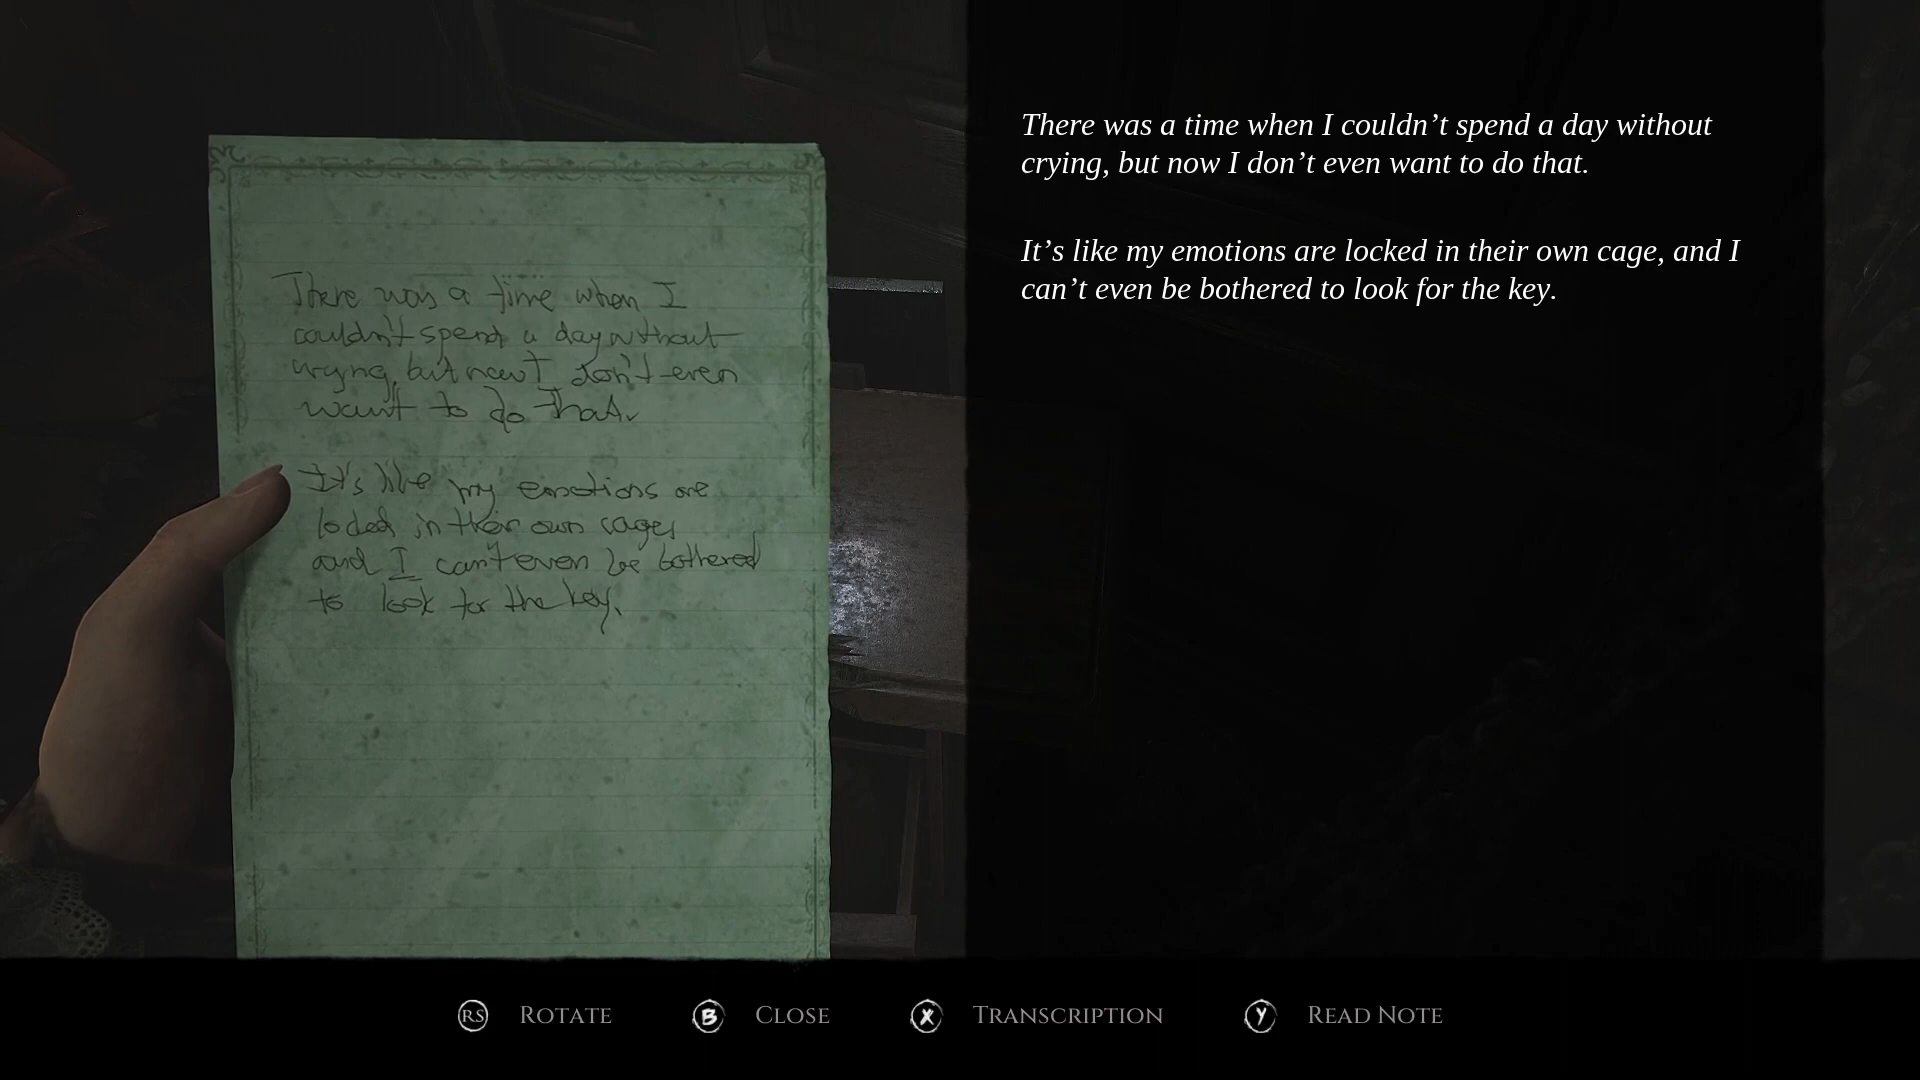 There was a time when I
couldn't spend a day without
crying, but now I don't even
want to do that.
It's like my emotions are
locked in their own cage,
and I can't even be bothered
to look for the key.
There was a time when I couldn’t spend a day without
crying, but now I don’t even want to do that.
It’s like my emotions are locked in their own cage, and I
can’t even be bothered to look for the key.
RS ROTATE B CLOSE X TRANSCRIPTION Y READ NOTE